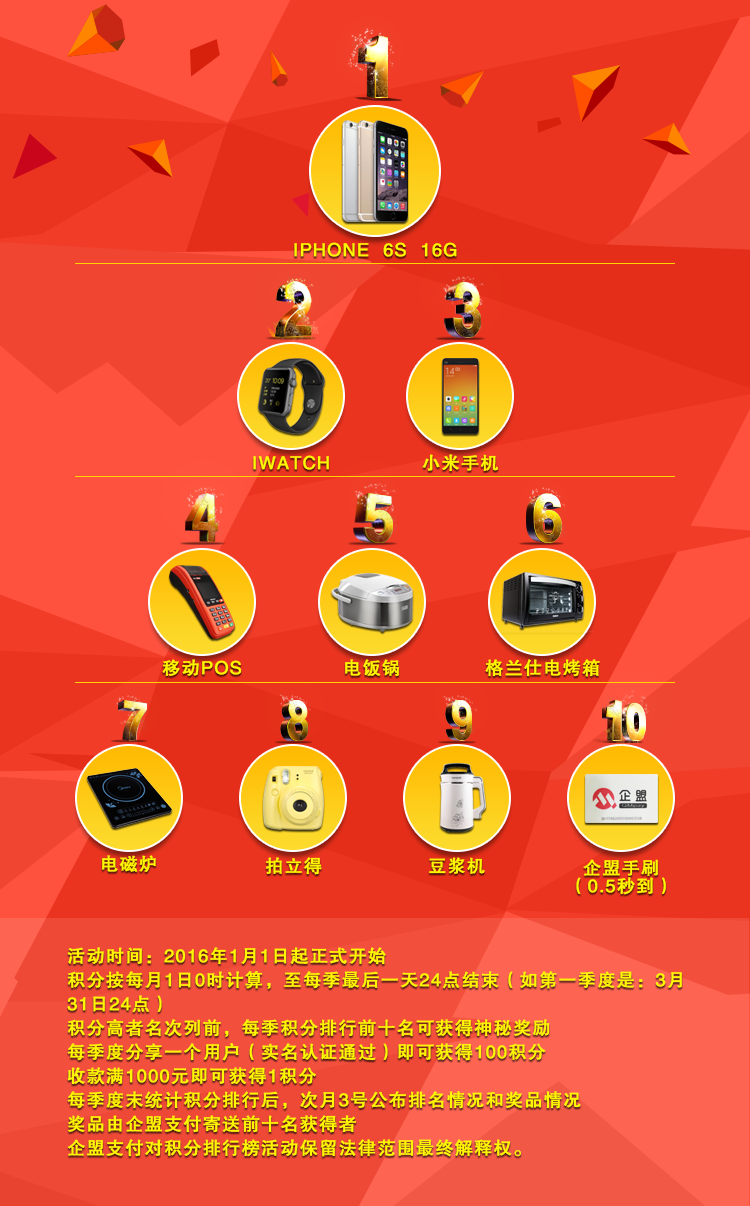 1
IPHONE 6S 16G
2 3
IWATCH 小米手机
4 5 6
移动POS 电饭锅 格兰仕电烤箱
7 8 9 10
企盟
电磁炉 拍立得 豆浆机 企盟手刷
(0.5秒到)
活动时间：2016年1月1日起正式开始
积分按每月1日0时计算，至每季最后一天24点结束（如第一季度是：3月
31日24点）
积分高者名次列前，每季积分排行前十名可获得神秘奖励
每季度分享一个用户（实名认证通过）即可获得100积分
收款满1000元即可获得1积分
每季度末统计积分排行后，次月3号公布排名情况和奖品情况
奖品由企盟支付寄送前十名获得者
企盟支付对积分排行榜活动保留法律范围最终解释权。